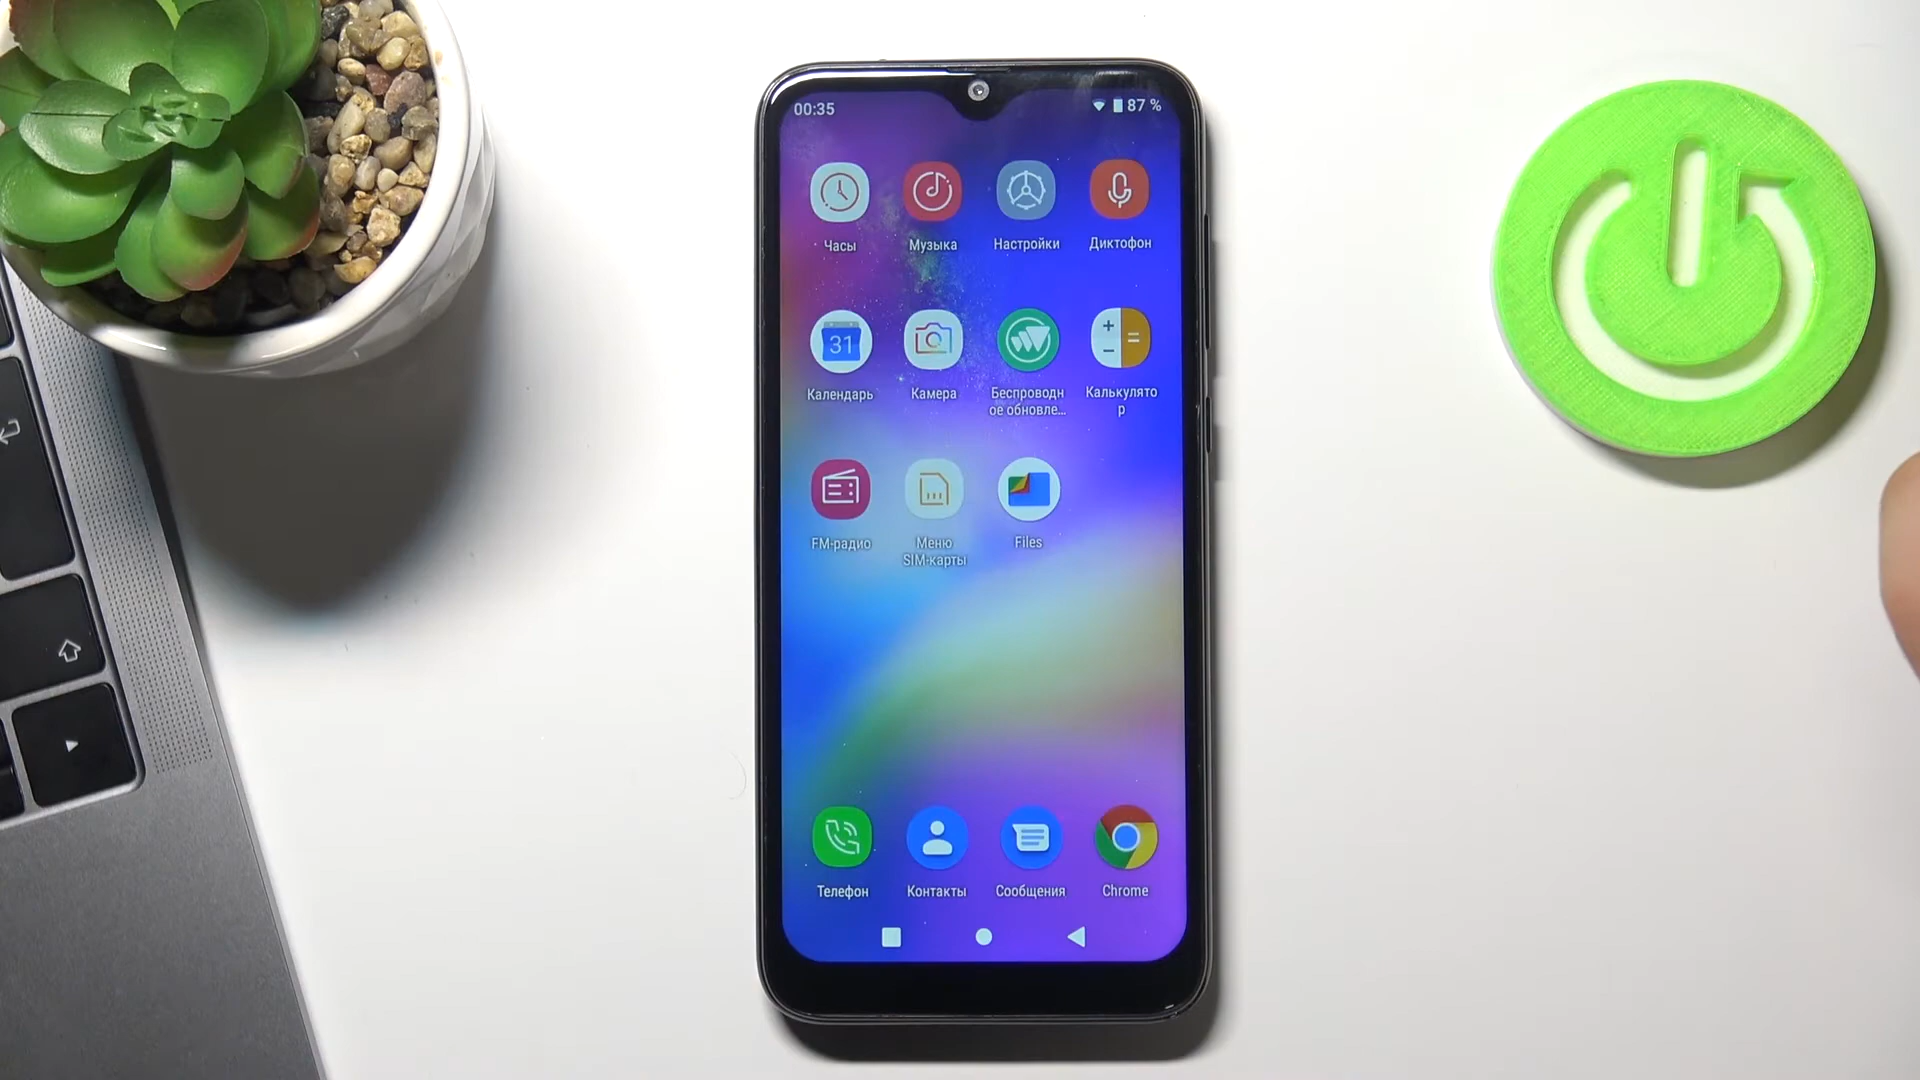 00:35
87 %
Часы
Музыка
Настройки
Диктофон
31
Календарь
Камера
Беспроводн
ое обновле...
Калькулято
р
FM-радио
Меню
SIM-карты
Files
Телефон
Контакты
Сообщения
Chrome